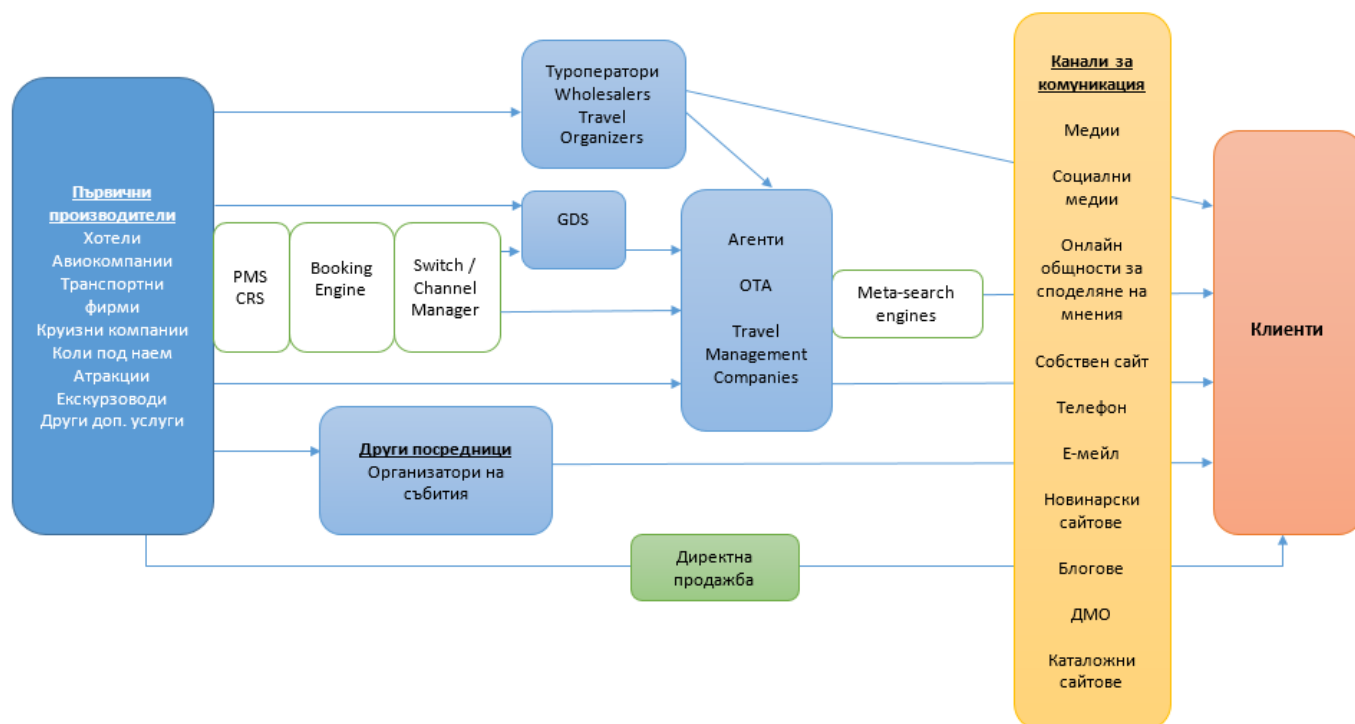 Първични
производители
Хотели
Авиокомпании
Транспортни
фирми
Круизни компании
Коли под наем
Атракции
Екскурзоводи
Други доп. услуги
PMS
CRS
Booking
Engine
Switch /
Channel
Manager
Туроператори
Wholesalers
Travel
Organizers
GDS
Агенти
ОТА
Travel
Management
Companies
Meta-search
engines
Други посредници
Организатори на
събития
Директна
продажба
Канали за
комуникация
Медии
Социални
медии
Онлайн
общности за
споделяне на
мнения
Собствен сайт
Телефон
Е-мейл
Новинарски
сайтове
Блогове
ДМО
Каталожни
сайтове
Клиенти